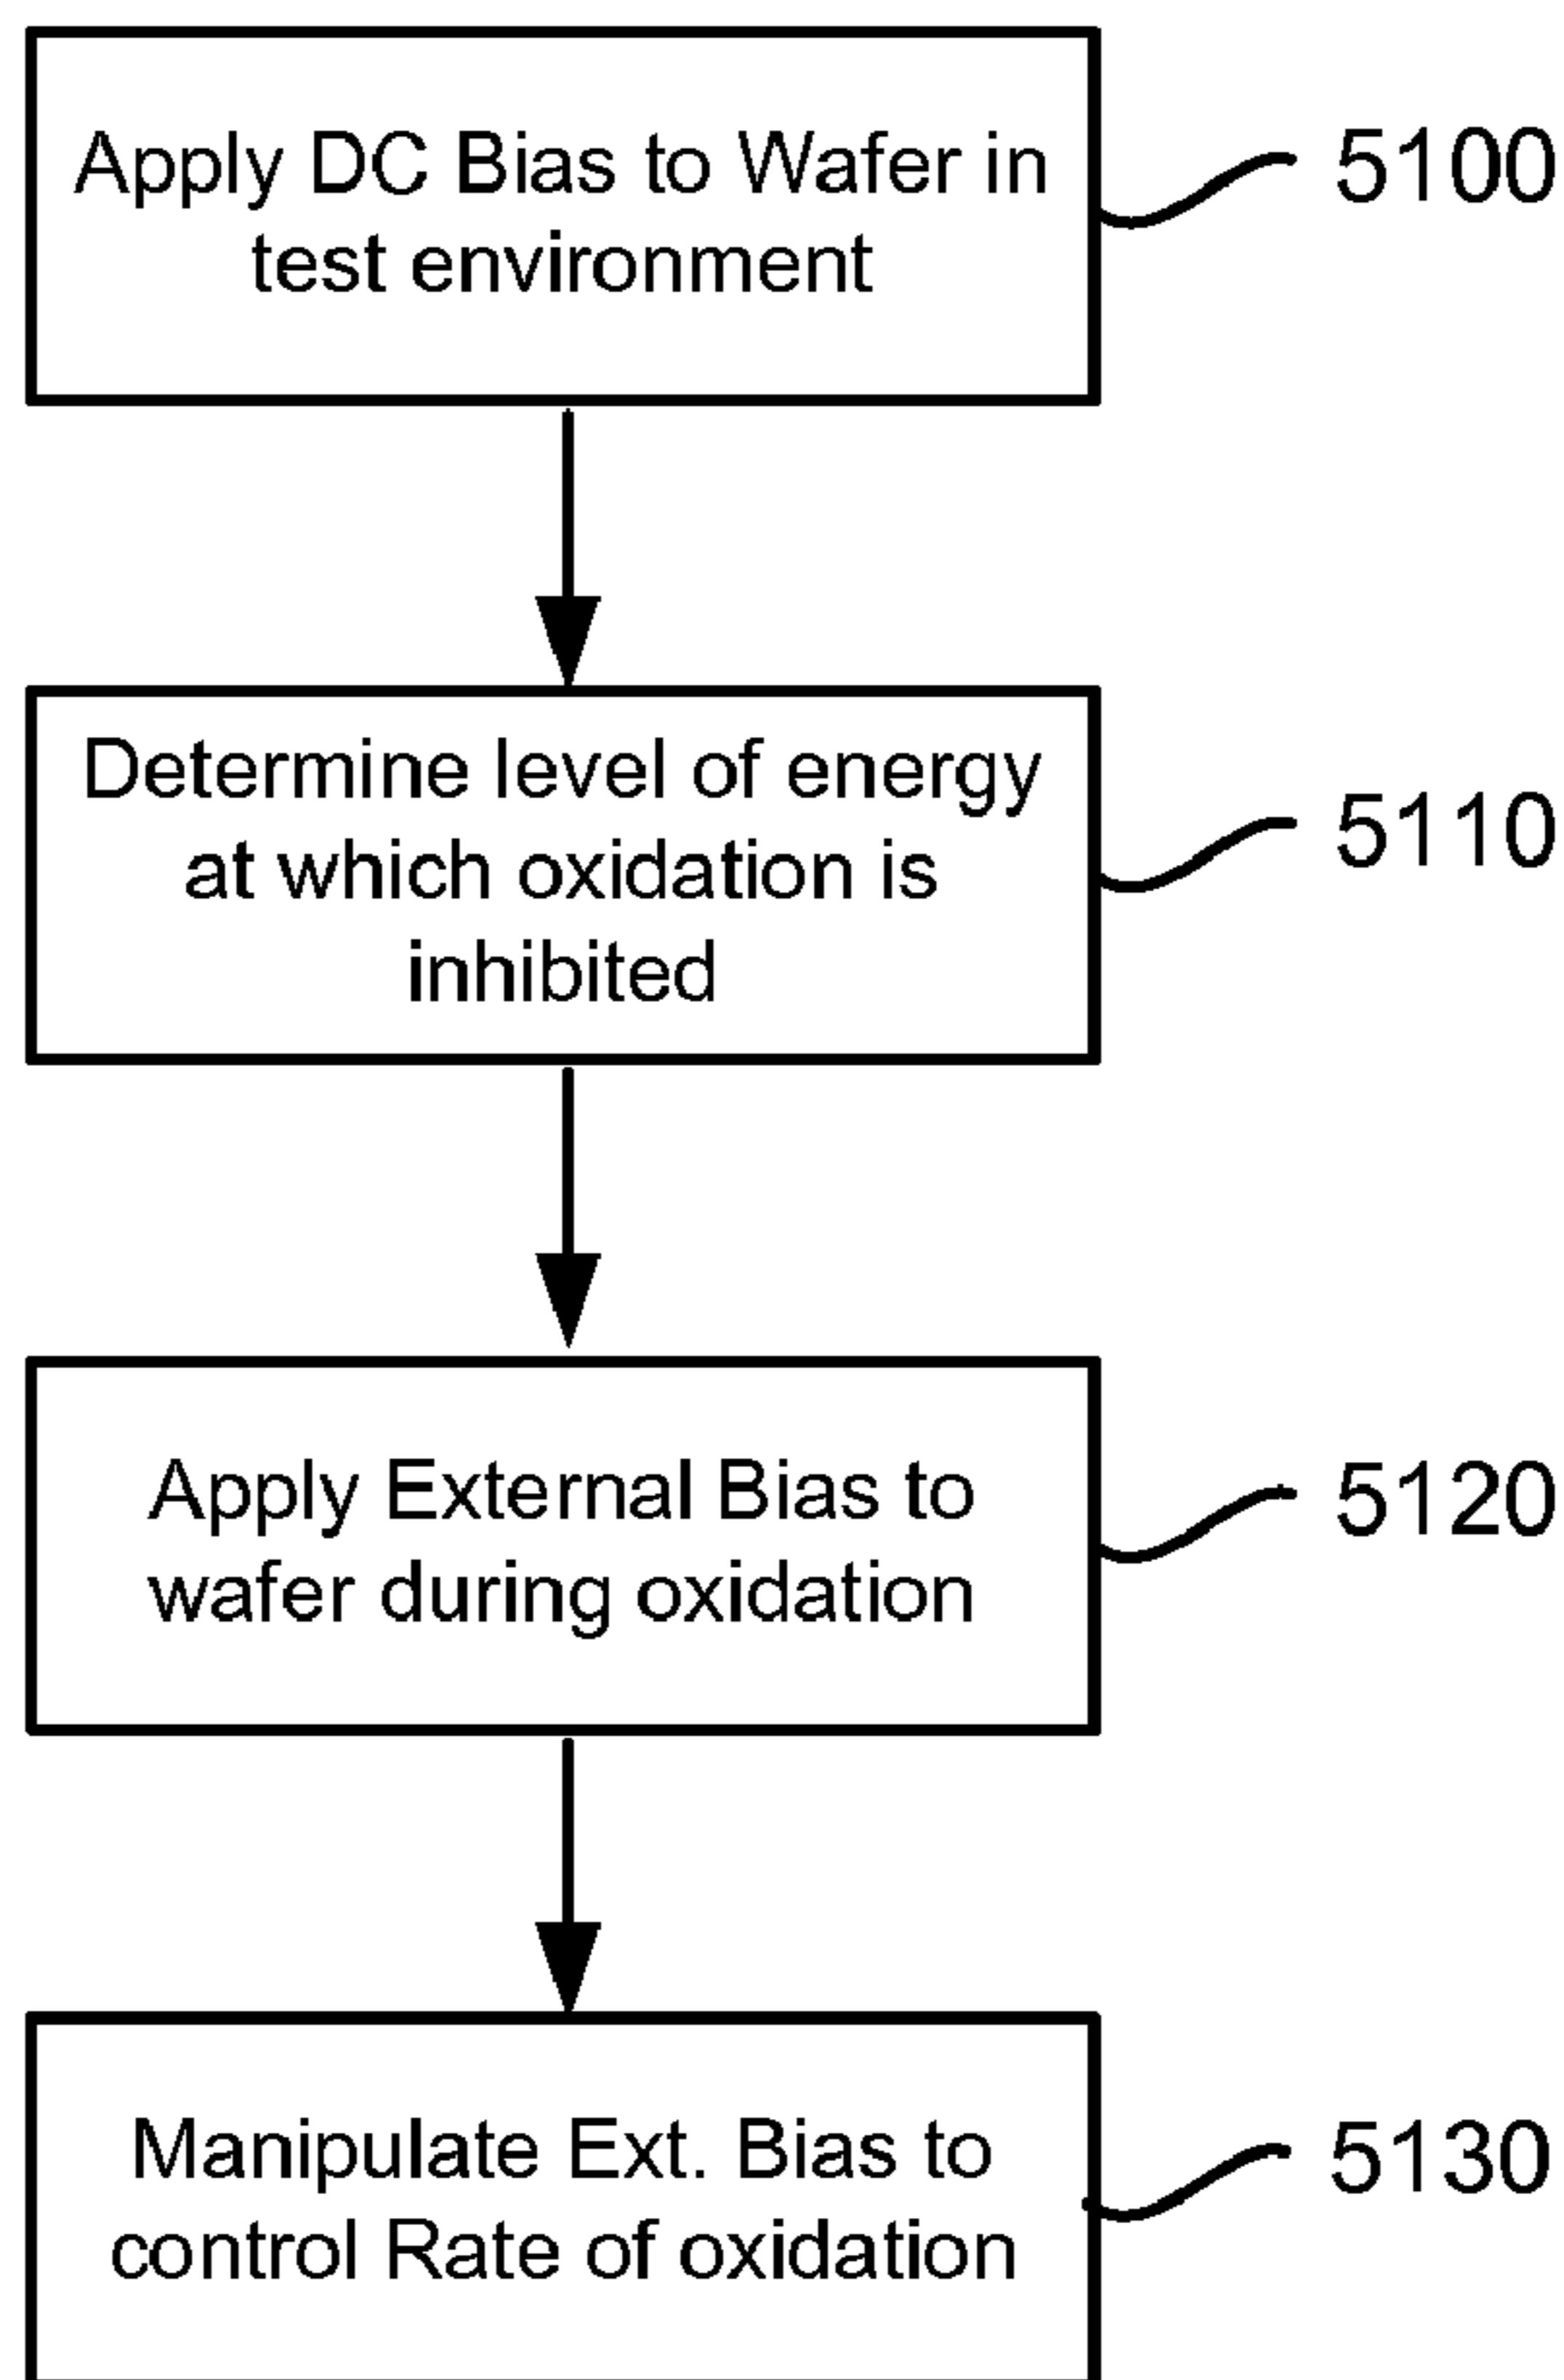 Apply DC Bias to Wafer in
test environment
5100
Determine level of energy
at which oxidation is
inhibited
5110
Apply External Bias to
wafer during oxidation
5120
Manipulate Ext. Bias to
control Rate of oxidation
5130